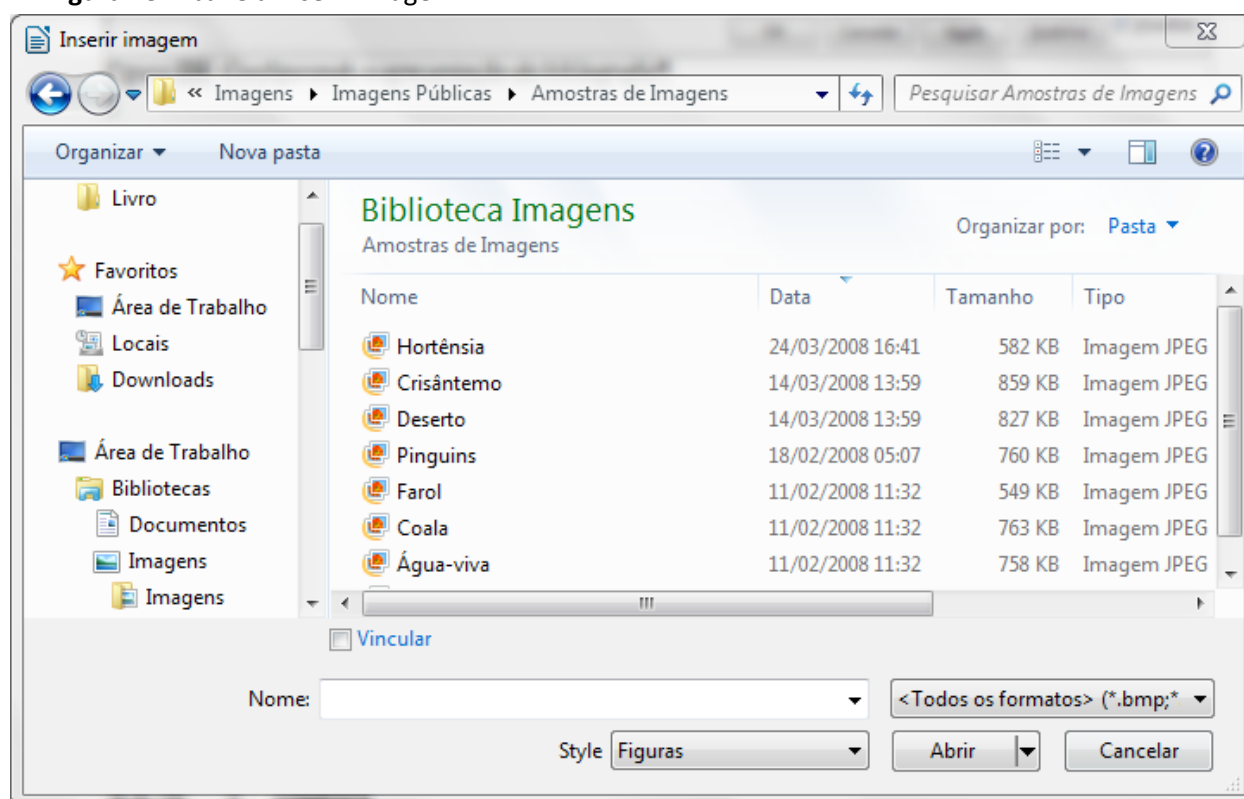 Inserir imagem
« Imagens Imagens Públicas Amostras de Imagens Pesquisar Amostras de Imagens
Organizar Nova pasta
Livro
Favoritos
Área de Trabalho
Locais
Downloads
Área de Trabalho
Bibliotecas
Documentos
Imagens
Imagens
Biblioteca Imagens
Amostras de Imagens
Organizar por: Pasta
Nome Data Tamanho Tipo
Hortênsia 24/03/2008 16:41 582 KB Imagem JPEG
Crisântemo 14/03/2008 13:59 859 KB Imagem JPEG
Deserto 14/03/2008 13:59 827 KB Imagem JPEG
Pinguins 18/02/2008 05:07 760 KB Imagem JPEG
Farol 11/02/2008 11:32 549 KB Imagem JPEG
Coala 11/02/2008 11:32 763 KB Imagem JPEG
Água-viva 11/02/2008 11:32 758 KB Imagem JPEG
Vincular
Nome: <Todos os formatos> (*.bmp;*
Style Figuras Abrir Cancelar